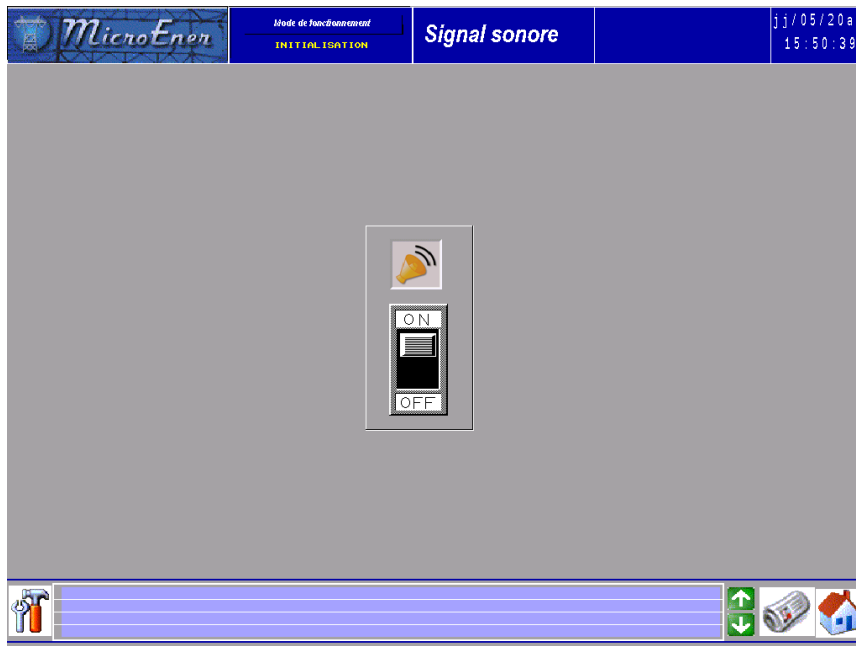 MicroEner
Mode de fonctionnement
INITIALISATION
Signal sonore
jj/05/20a
15:50:39
ON
OFF